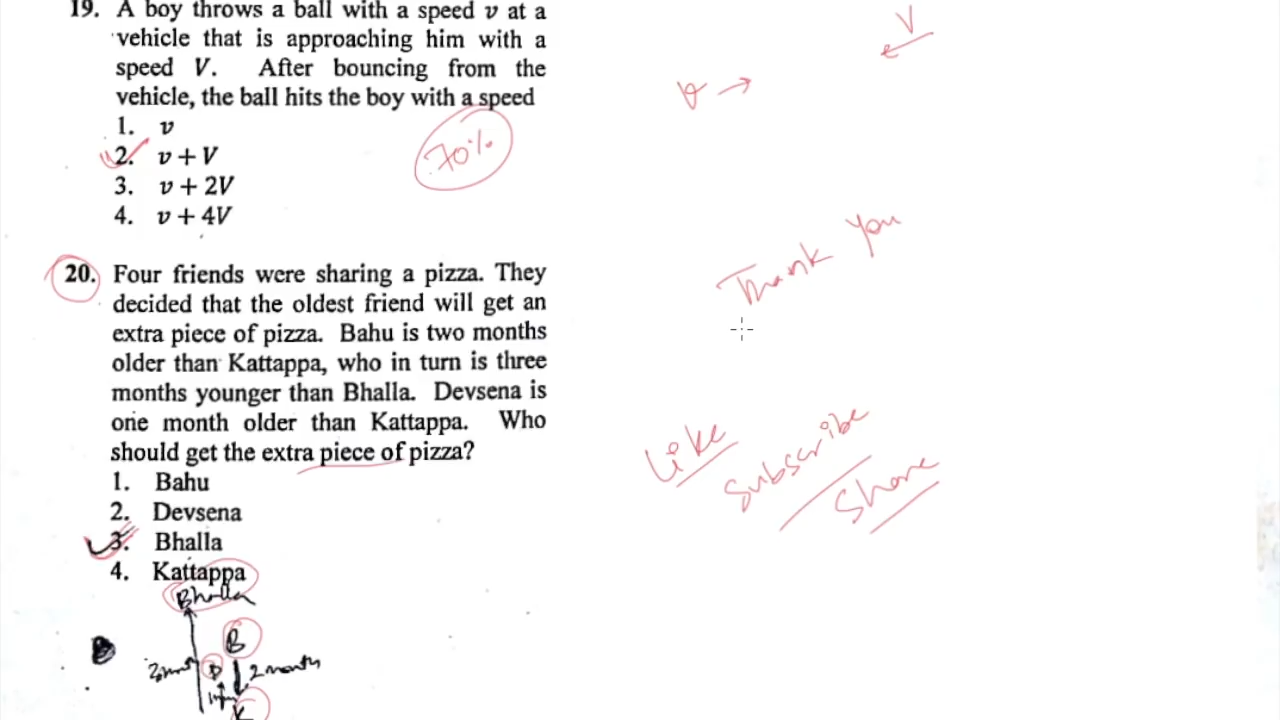 19. A boy throws a ball with a speed v at a
vehicle that is approaching him with a
speed V. After bouncing from the
vehicle, the ball hits the boy with a speed
1. v
2. v + V
3. v + 2V
4. v + 4V
70%
v →
V
Thank You
20. Four friends were sharing a pizza. They
decided that the oldest friend will get an
extra piece of pizza. Bahu is two months
older than Kattappa, who in turn is three
months younger than Bhalla. Devsena is
one month older than Kattappa. Who
should get the extra piece of pizza?
1. Bahu
2. Devsena
3. Bhalla
4. Kattappa
Like
Subscribe
Share
Bhalla
B
D
2 month
K